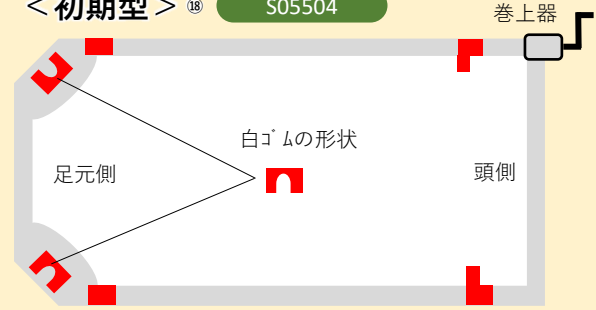 ＜初期型＞⑱
S05504
巻上器
白ｺﾞﾑの形状
足元側
頭側